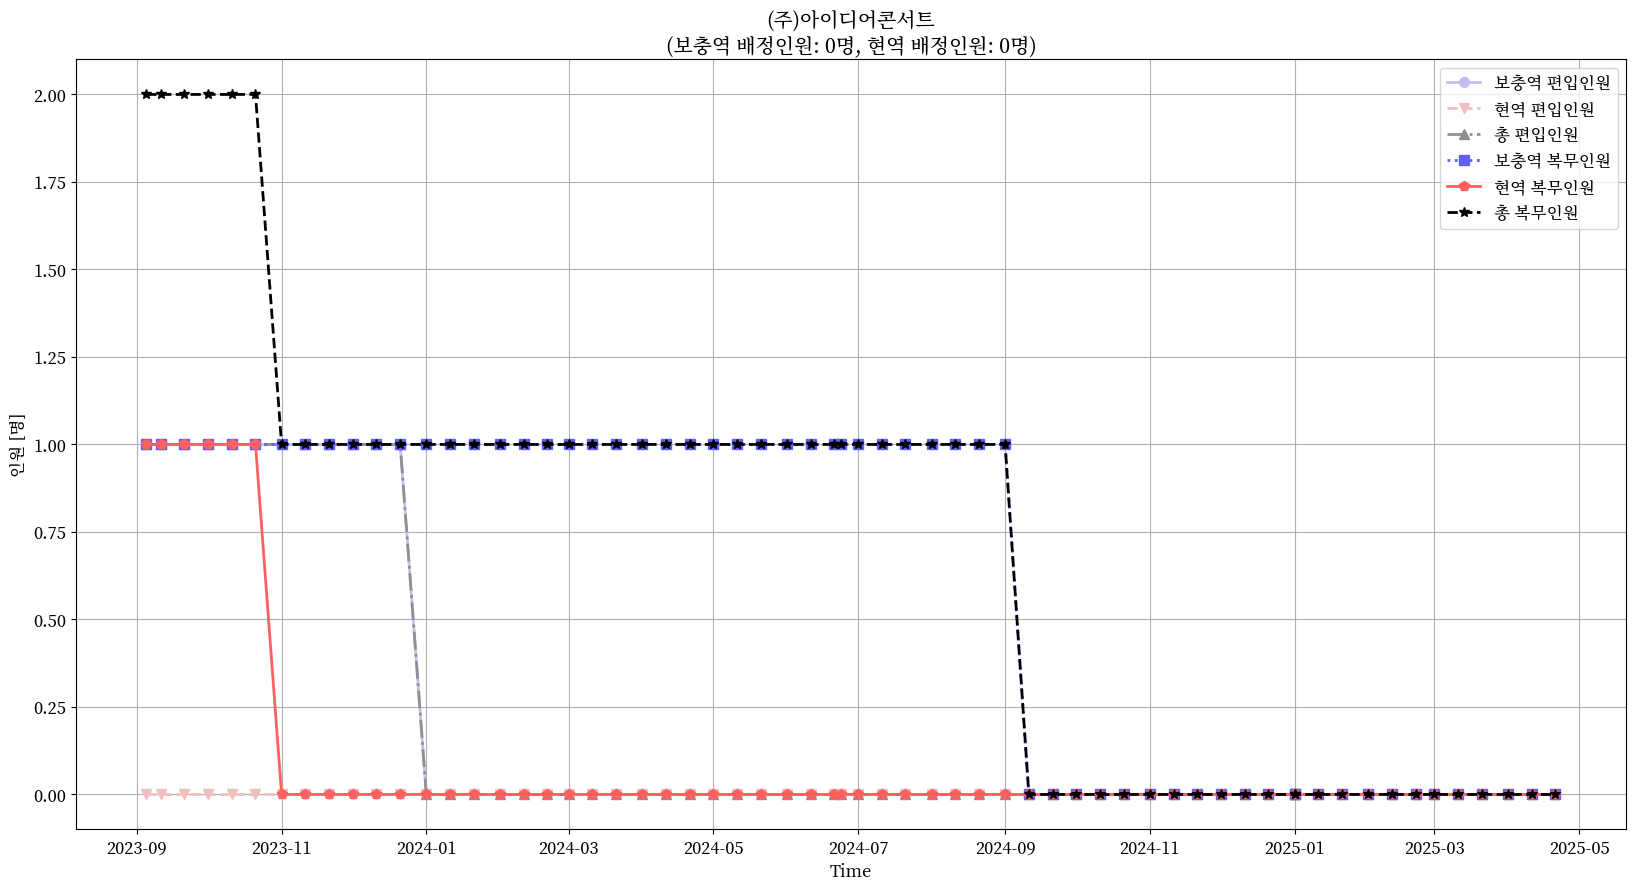 (주)아이디어콘서트
(보충역 배정인원: 0명, 현역 배정인원: 0명)
보충역 편입인원
현역 편입인원
총 편입인원
보충역 복무인원
현역 복무인원
총 복무인원
인원 [명]
2.00
1.75
1.50
1.25
1.00
0.75
0.50
0.25
0.00
2023-09 2023-11 2024-01 2024-03 2024-05 2024-07 2024-09 2024-11 2025-01 2025-03 2025-05
Time